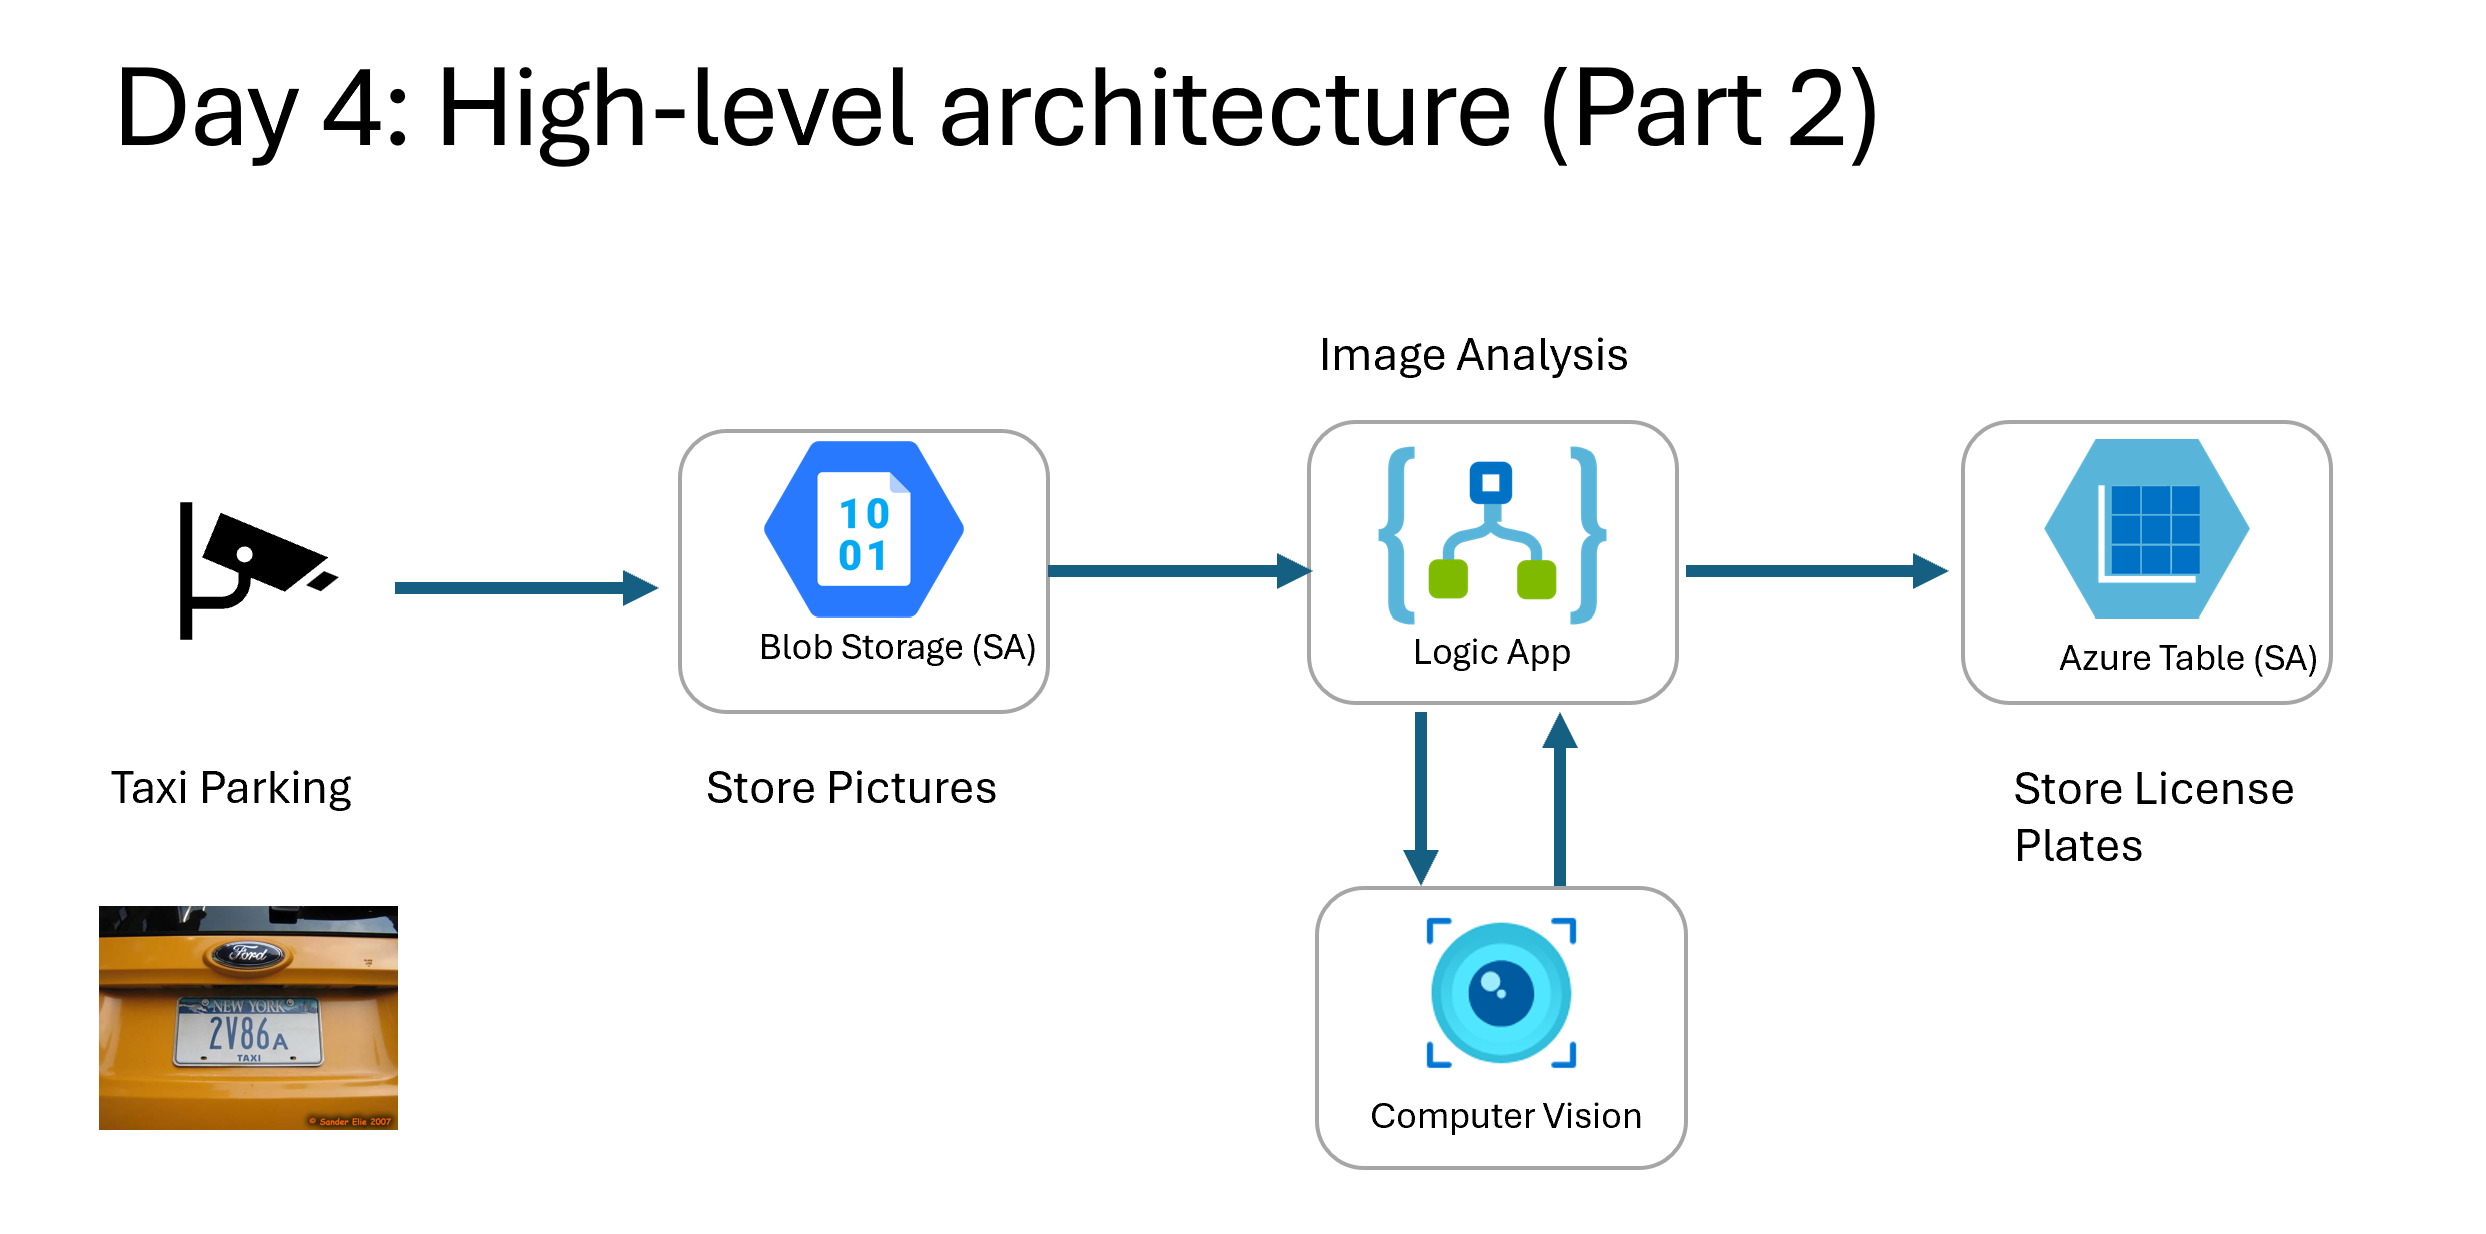 Day 4: High-level architecture (Part 2)
Image Analysis
10
01
Blob Storage (SA)
Logic App
Azure Table (SA)
Taxi Parking
Store Pictures
Store License
Plates
Ford
NEW YORK
2V86A
TAXI
© Sander Elie 2007
Computer Vision